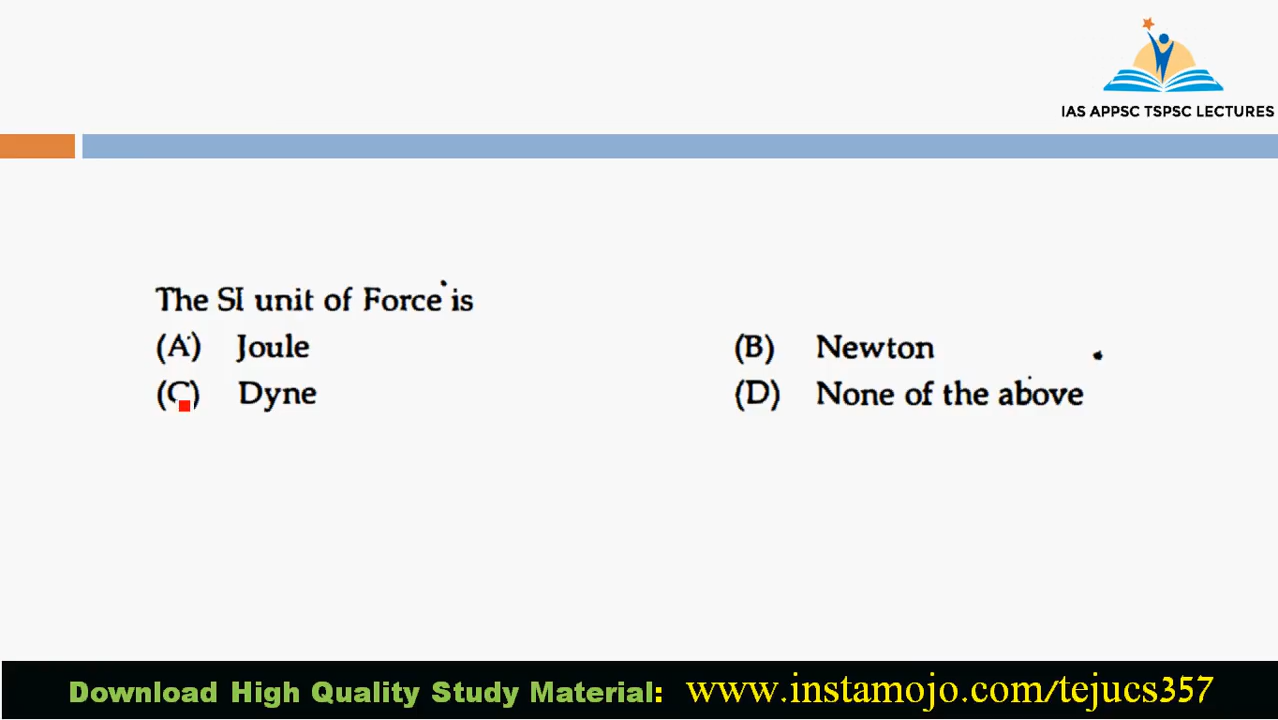 IAS APPSC TSPSC LECTURES
The SI unit of Force is
(A) Joule (B) Newton
(C) Dyne (D) None of the above
Download High Quality Study Material: www.instamojo.com/tejucs357